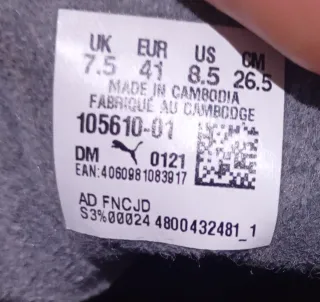 UK EUR US CM
7.5 41 8.5 26.5
MADE IN CAMBODIA
FABRIQUÉ AU CAMBODGE
105610-01
DM 0121
EAN:4060981083917
AD FNCJD
S3%00024 4800432481_1